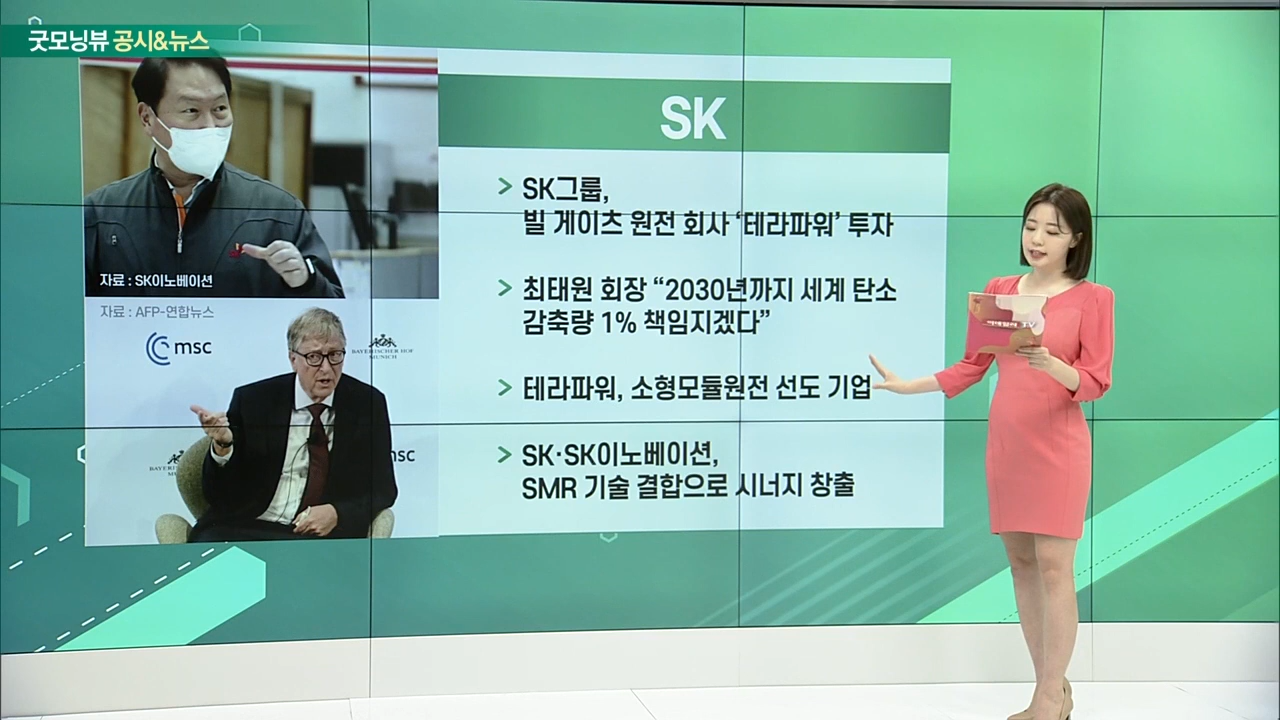 굿모닝뷰 공시&뉴스
자료 : SK이노베이션
자료 : AFP-연합뉴스
msc
BAYERISCHER HOF
MUNICH
msc
SK
> SK그룹,
빌 게이츠 원전 회사 ‘테라파워’ 투자
> 최태원 회장 “2030년까지 세계 탄소
감축량 1% 책임지겠다”
> 테라파워, 소형모듈원전 선도 기업
> SK·SK이노베이션,
SMR 기술 결합으로 시너지 창출
TV